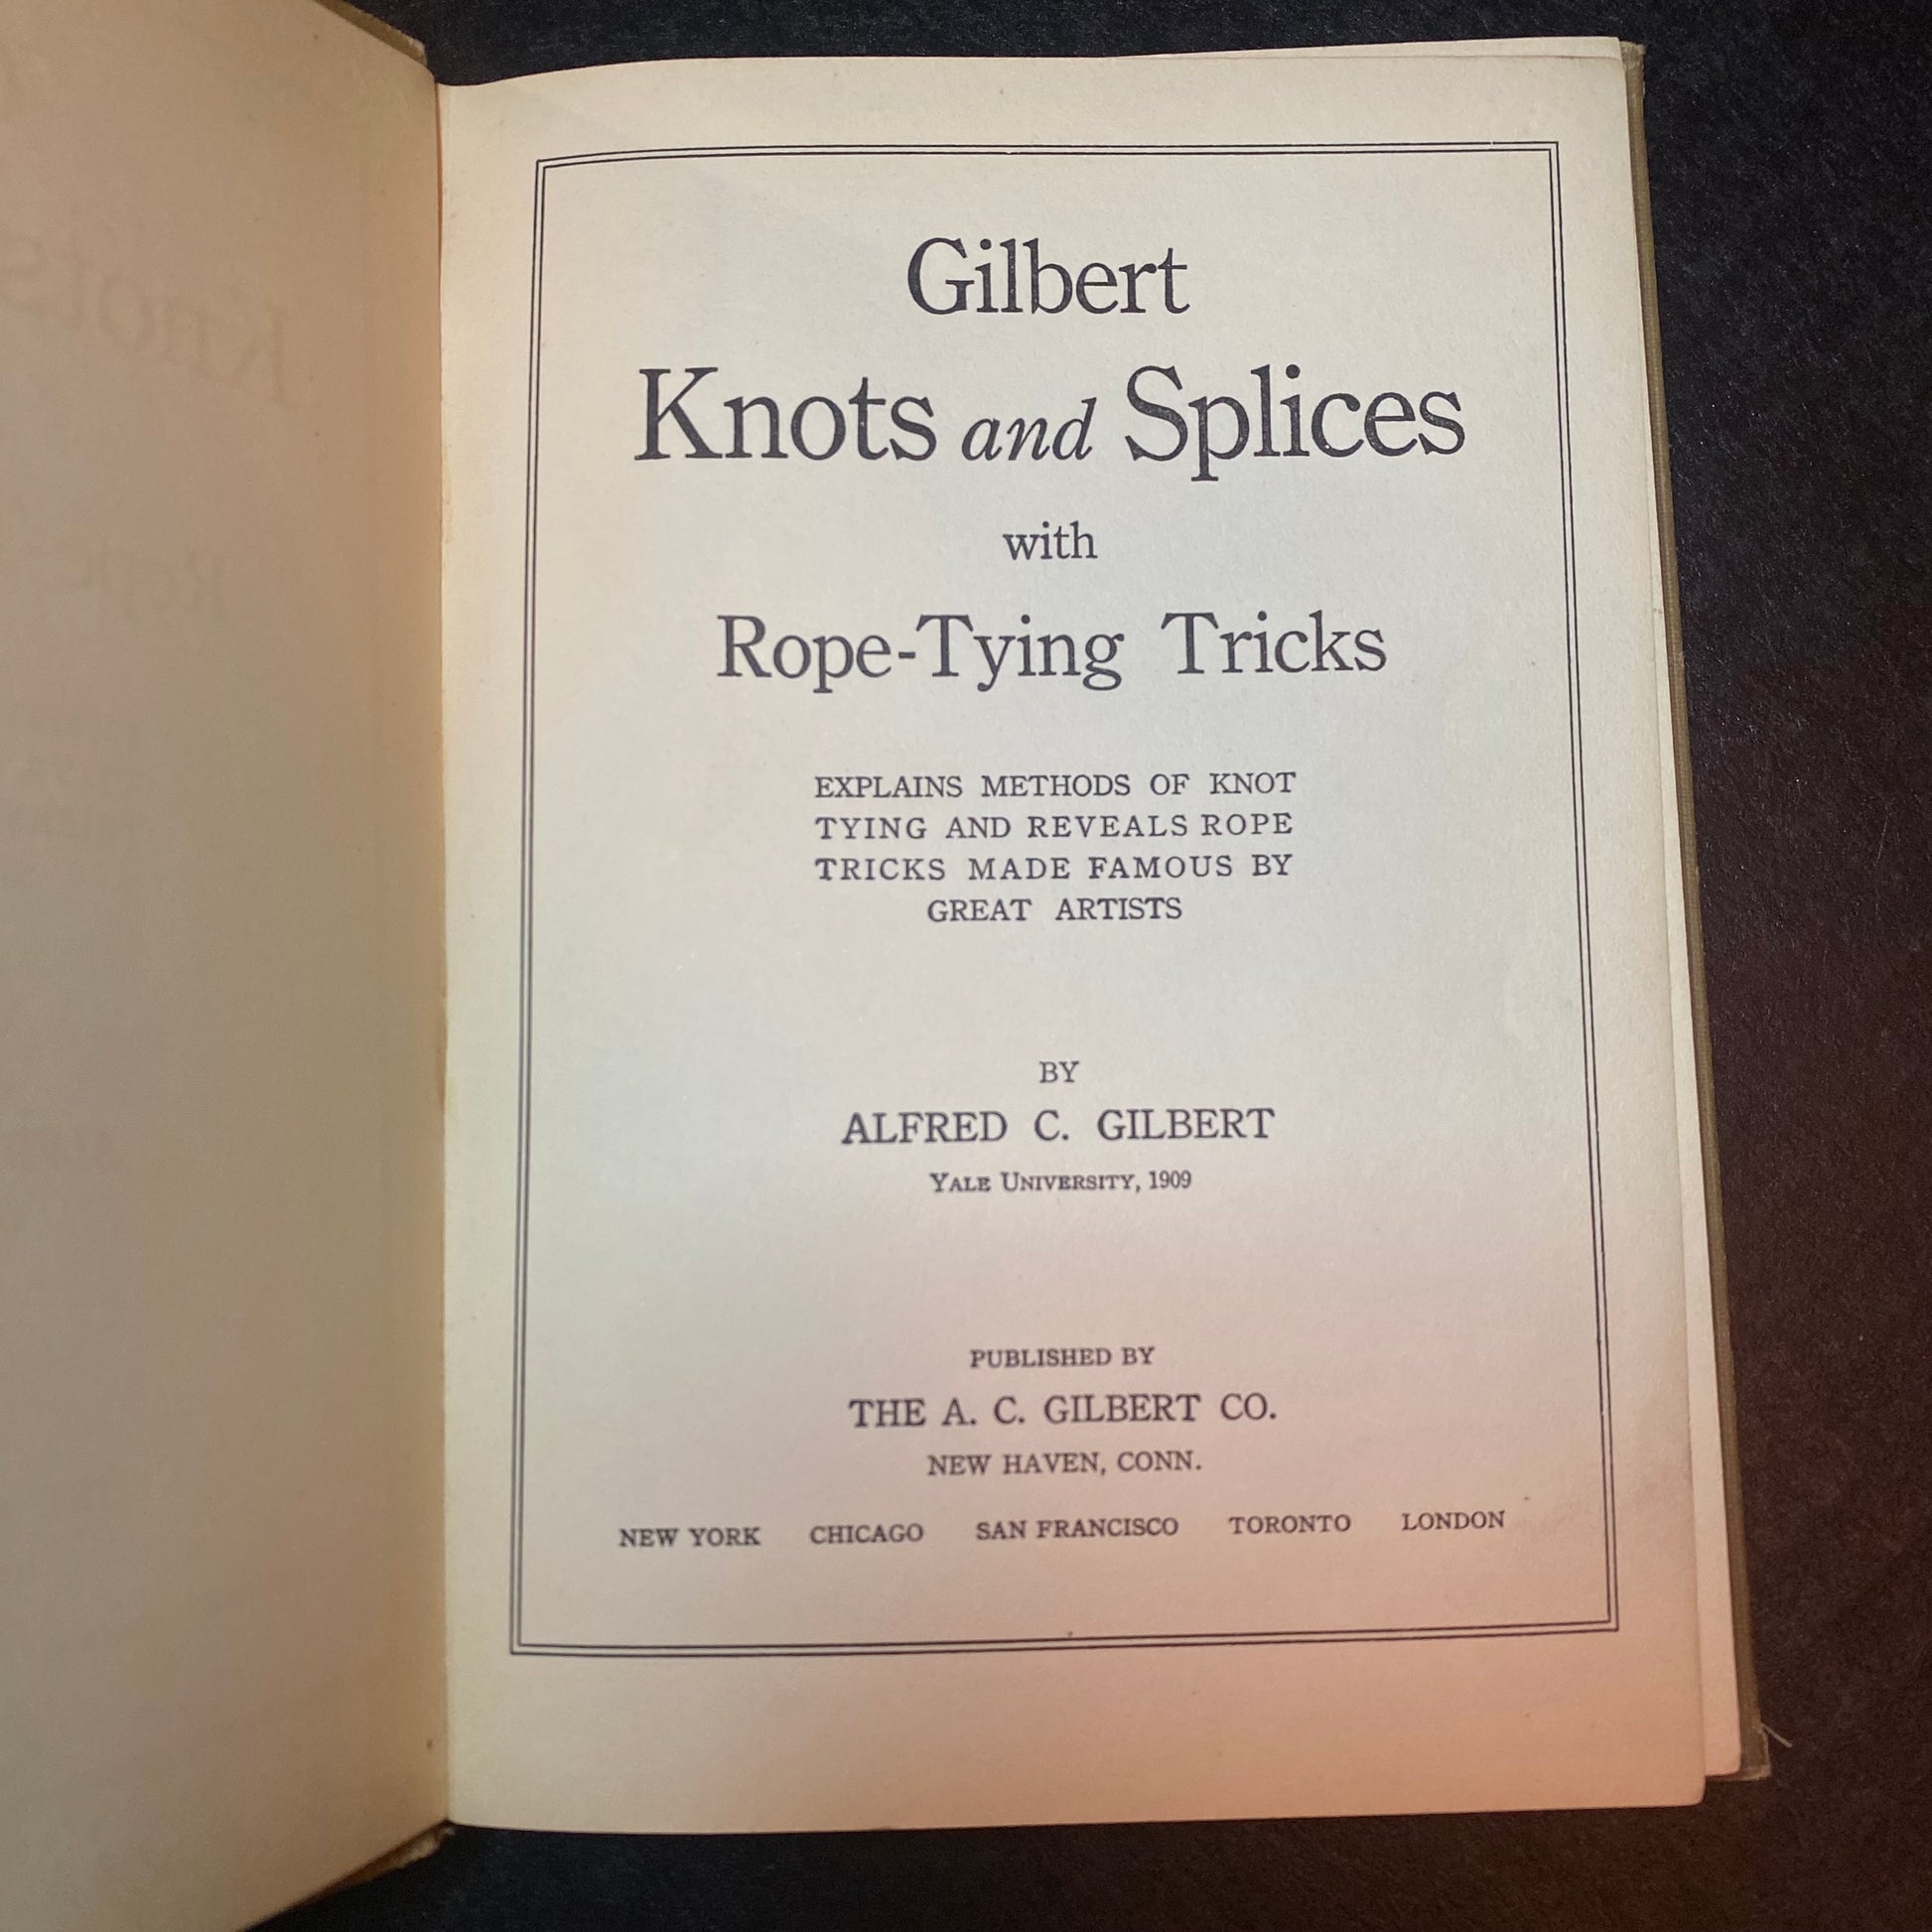 Gilbert
Knots and Splices
with
Rope-Tying Tricks
EXPLAINS METHODS OF KNOT
TYING AND REVEALS ROPE
TRICKS MADE FAMOUS BY
GREAT ARTISTS
BY
ALFRED C. GILBERT
YALE UNIVERSITY, 1909
PUBLISHED BY
THE A. C. GILBERT CO.
NEW HAVEN, CONN.
NEW YORK CHICAGO SAN FRANCISCO TORONTO LONDON